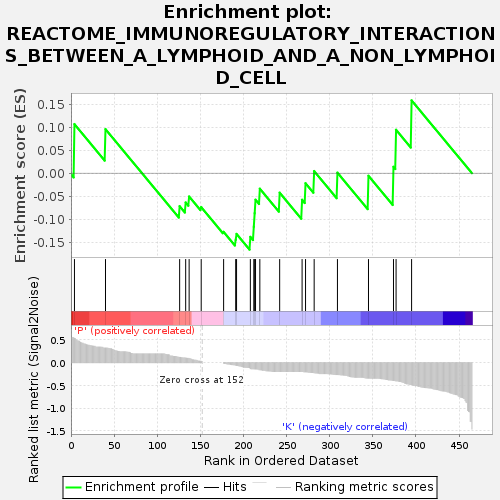 Enrichment plot:
REACTOME_IMMUNOREGULATORY_INTERACTION
S_BETWEEN_A_LYMPHOID_AND_A_NON_LYMPHOI
D_CELL
Enrichment score (ES)
0.15
0.10
0.05
0.00
-0.05
-0.10
-0.15
'P' (positively correlated)
Ranked list metric (Signal2Noise)
0.5
0.0
-0.5
-1.0
-1.5
Zero cross at 152
'K' (negatively correlated)
0 50 100 150 200 250 300 350 400 450
Rank in Ordered Dataset
Enrichment profile Hits Ranking metric scores